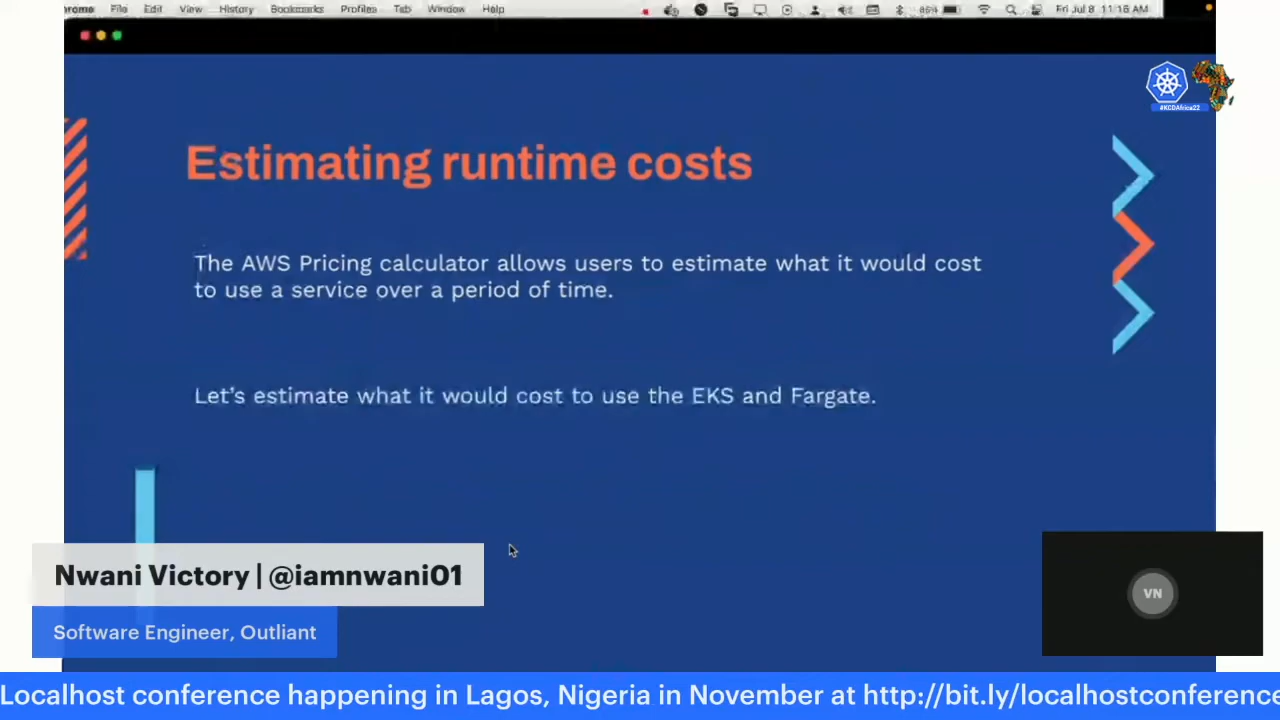 File Edit View History Bookmarks Profiles Tab Window Help
Fri Jul 8 11:16 AM
#KCDAfrica22
Estimating runtime costs
The AWS Pricing calculator allows users to estimate what it would cost
to use a service over a period of time.
Let's estimate what it would cost to use the EKS and Fargate.
Nwani Victory | @iamnwani01
Software Engineer, Outliant
VN
Localhost conference happening in Lagos, Nigeria in November at http://bit.ly/localhostconference